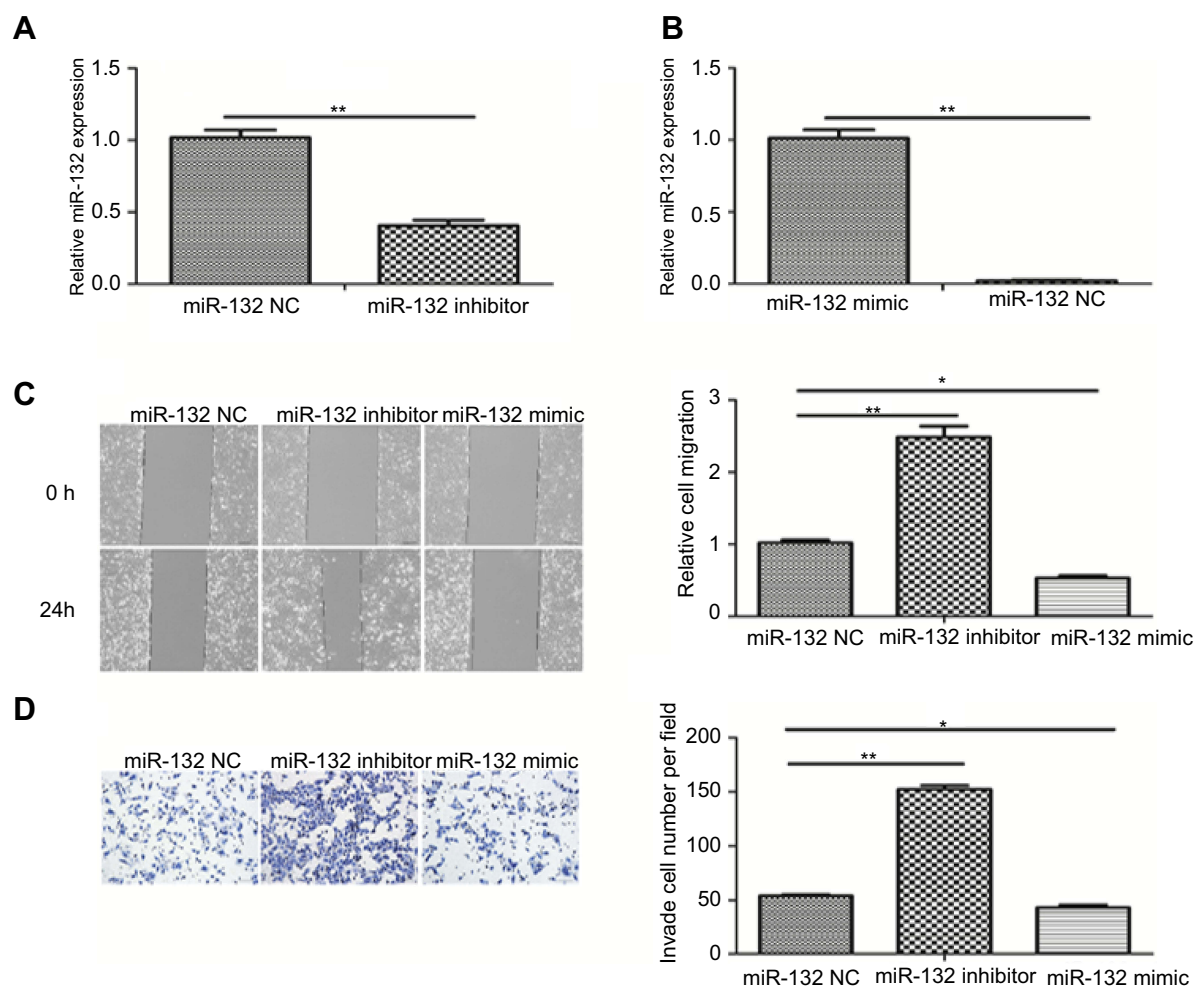 A
Relative miR-132 expression
1.5
1.0
0.5
0.0
**
miR-132 NC
miR-132 inhibitor
B
Relative miR-132 expression
1.5
1.0
0.5
0.0
**
miR-132 mimic
miR-132 NC
C
miR-132 NC
miR-132 inhibitor
miR-132 mimic
0 h
24h
Relative cell migration
3
2
1
0
*
**
miR-132 NC
miR-132 inhibitor
miR-132 mimic
D
miR-132 NC
miR-132 inhibitor
miR-132 mimic
Invade cell number per field
200
150
100
50
0
*
**
miR-132 NC
miR-132 inhibitor
miR-132 mimic